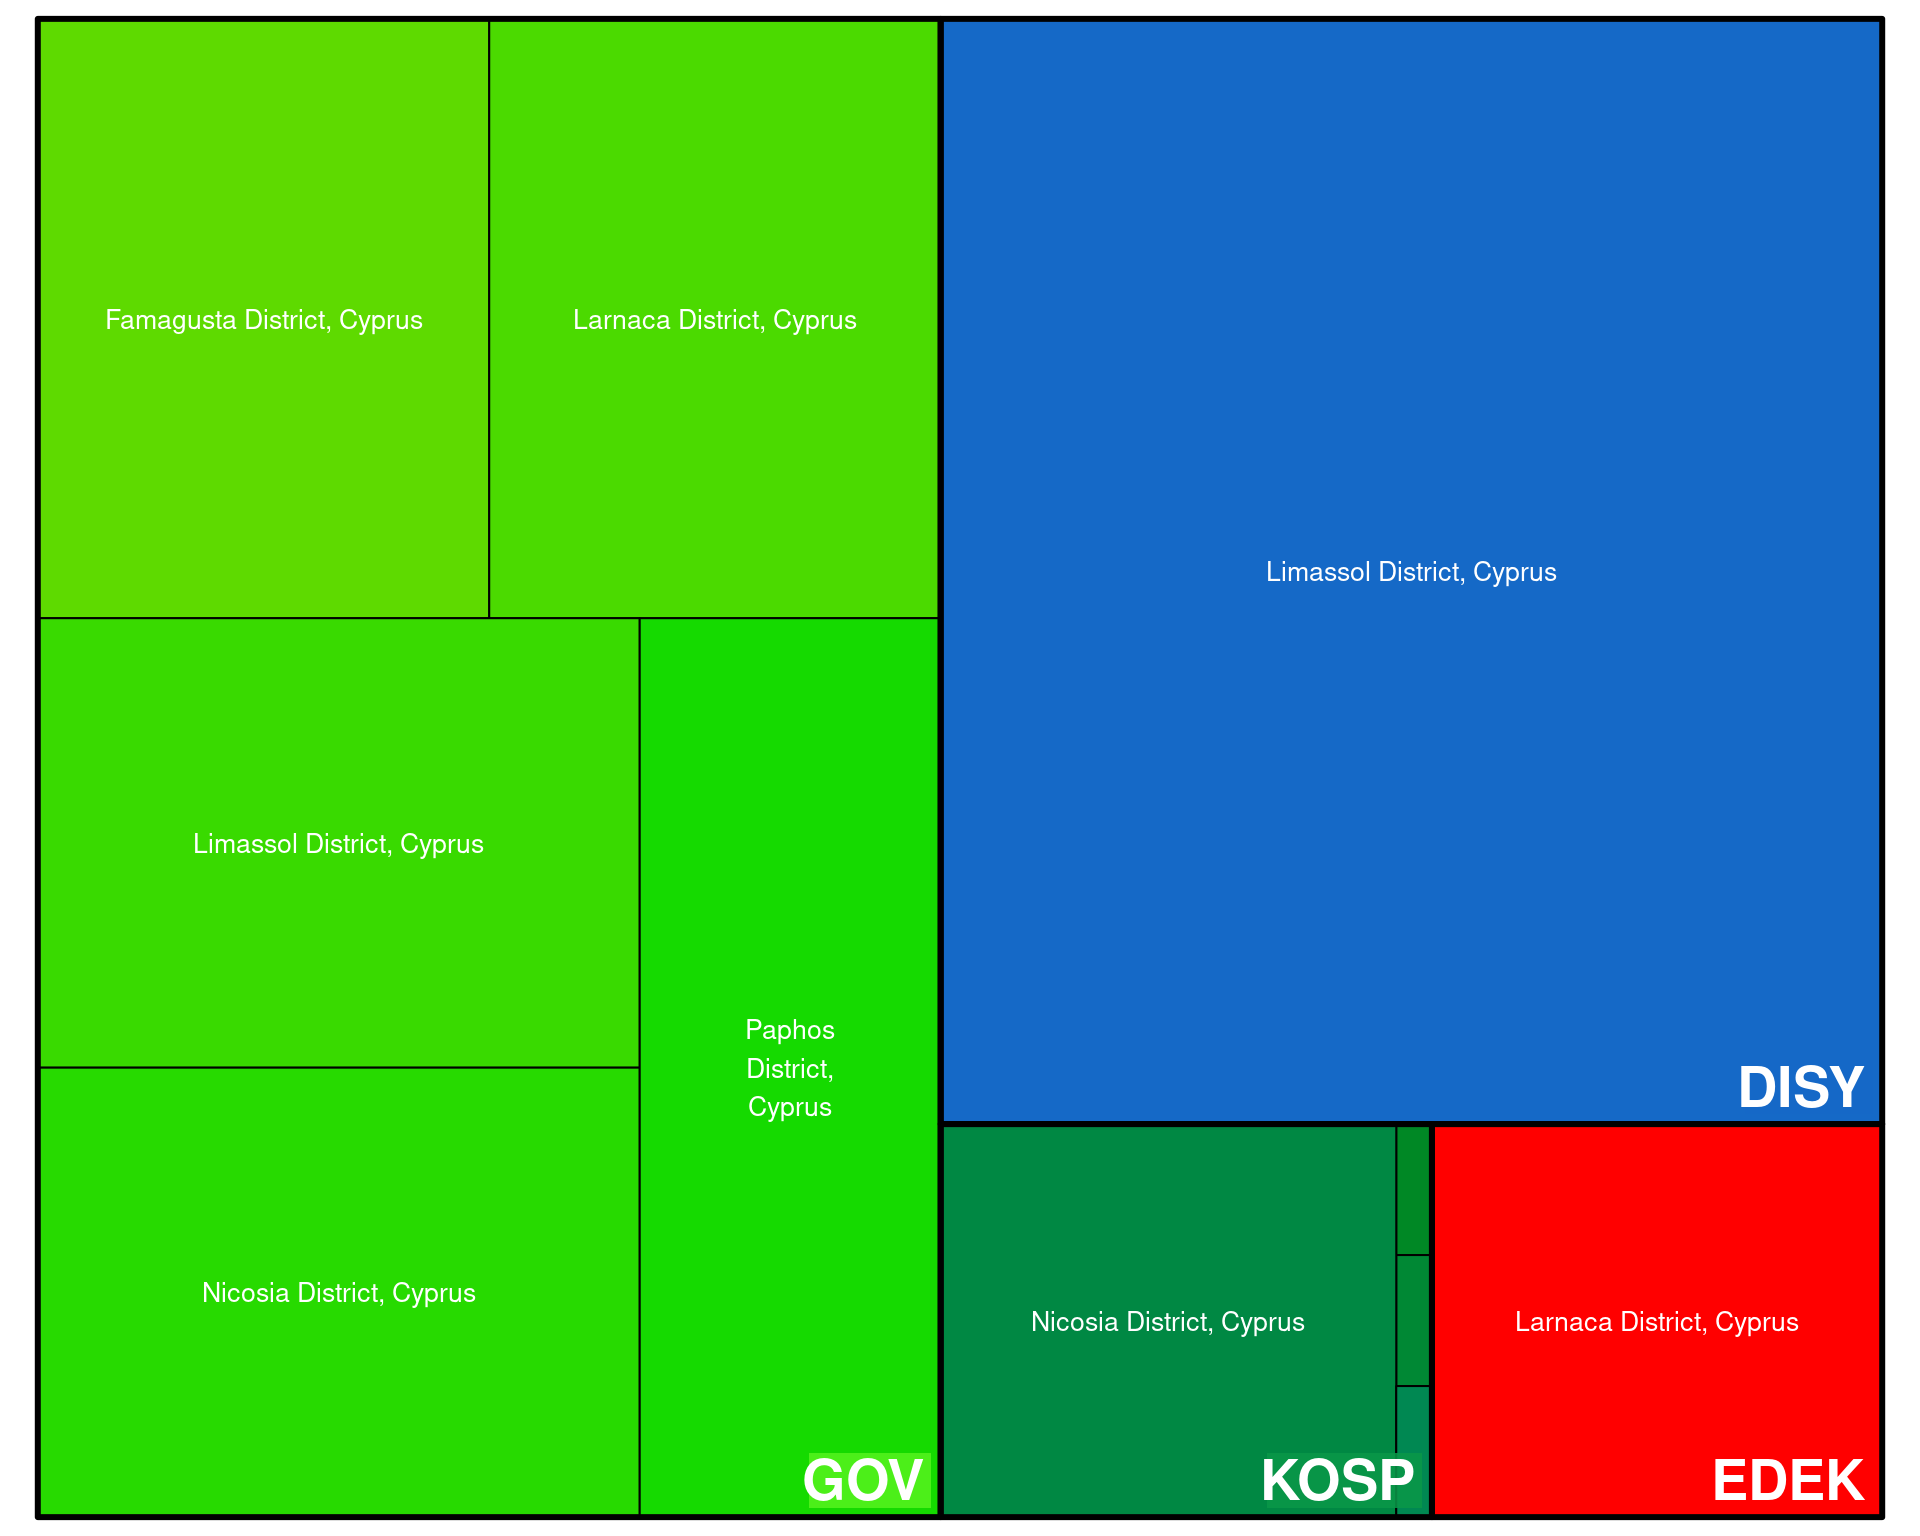 Famagusta District, Cyprus
Larnaca District, Cyprus
Limassol District, Cyprus
Nicosia District, Cyprus
Paphos
District,
Cyprus
GOV
Limassol District, Cyprus
DISY
Nicosia District, Cyprus
KOSP
Larnaca District, Cyprus
EDEK